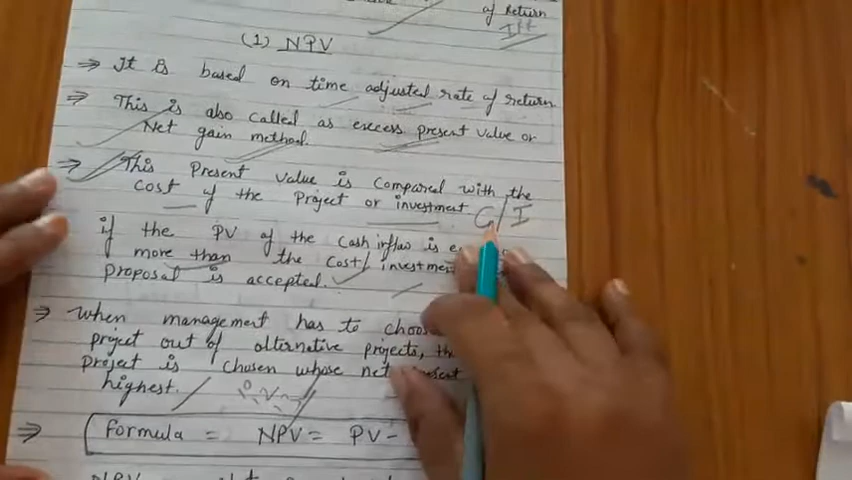 of Return
(1) NPV
⇒ It is based on time adjusted rate of return.
⇒ This is also called as excess present value or
Net gain method.
⇒ This Present value is compared with the
cost of the Project or investment C/I
if the PV of the cash inflow is
more than the cost/investment
proposal is accepted.
⇒ when management has to choose
project out of alternative projects,
project is chosen whose net present
highest.
⇒ Formula = NPV = PV -
NPV